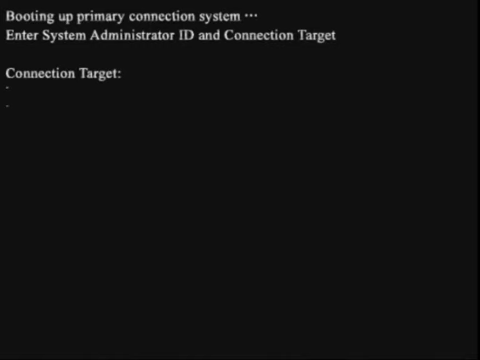 Booting up primary connection system ···
Enter System Administrator ID and Connection Target
Connection Target: